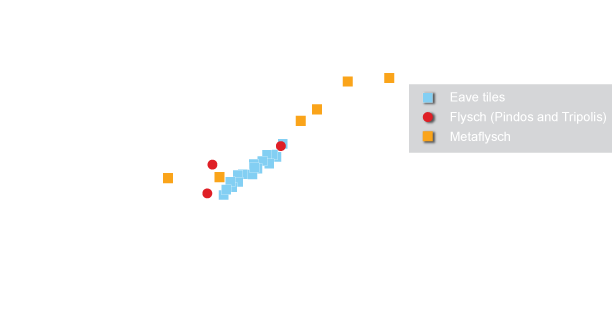 Eave tiles
Flysch (Pindos and Tripolis)
Metaflysch